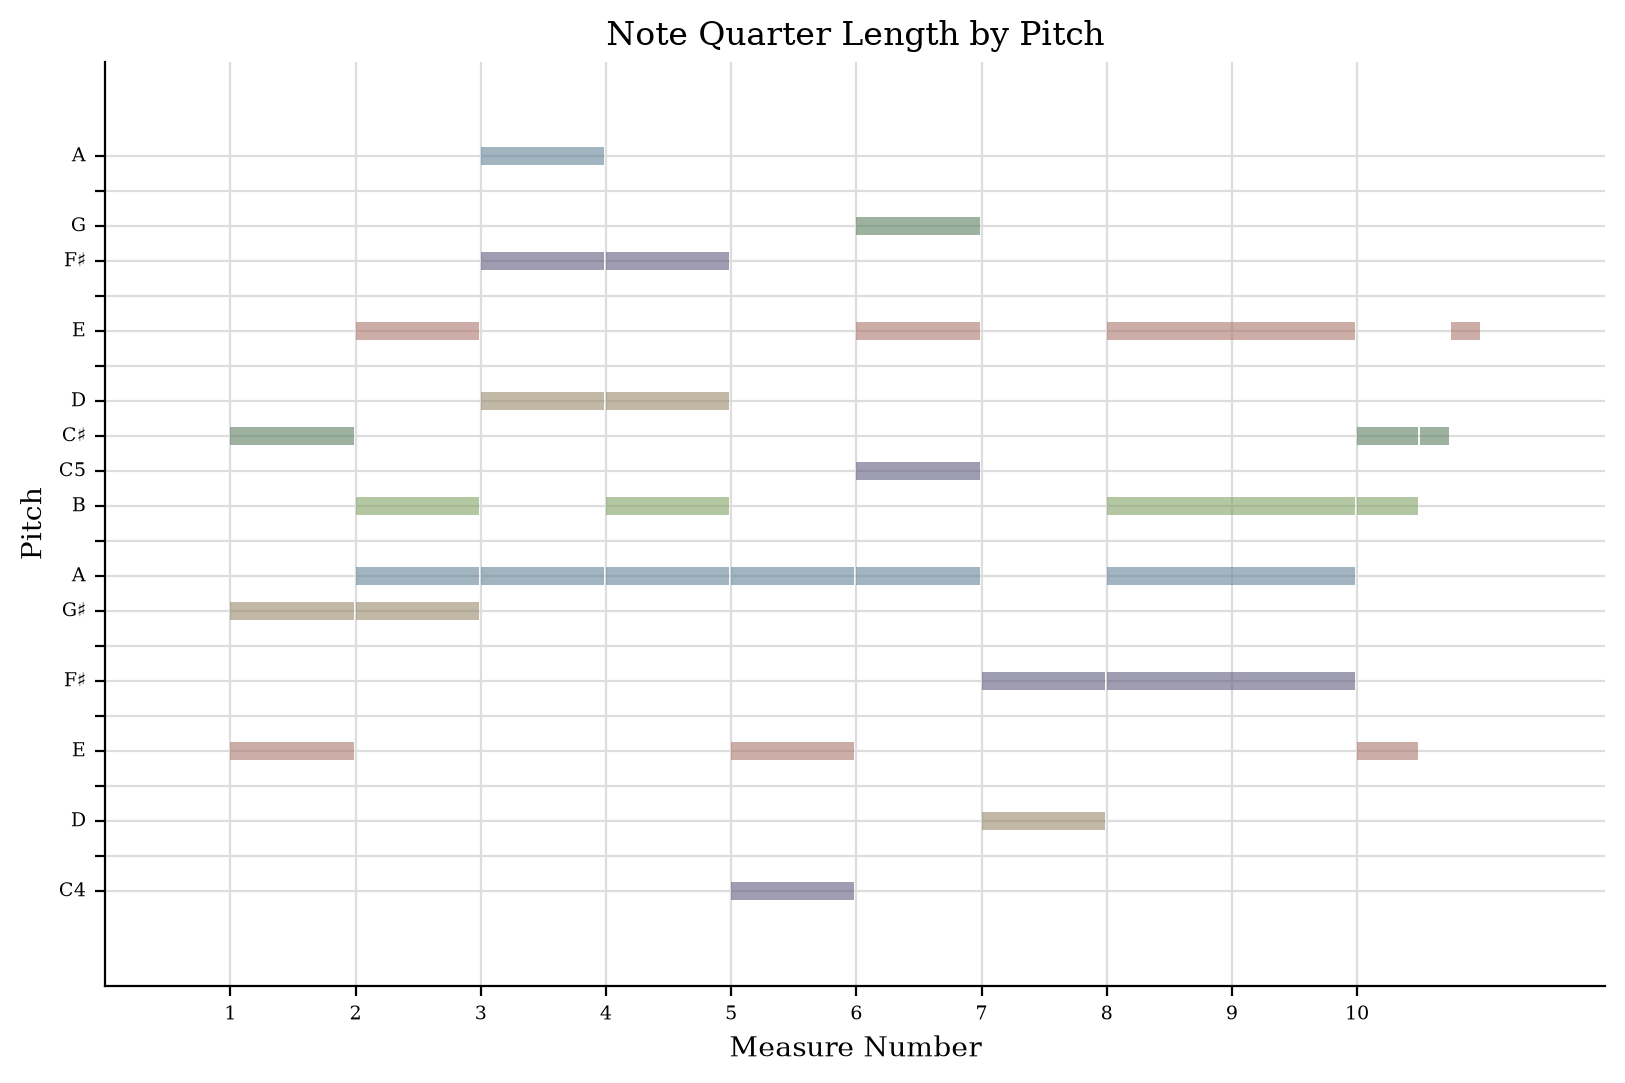 Note Quarter Length by Pitch
A
G
F♯
E
D
C♯
C5
B
A
G♯
F♯
E
D
C4
Pitch
1 2 3 4 5 6 7 8 9 10
Measure Number